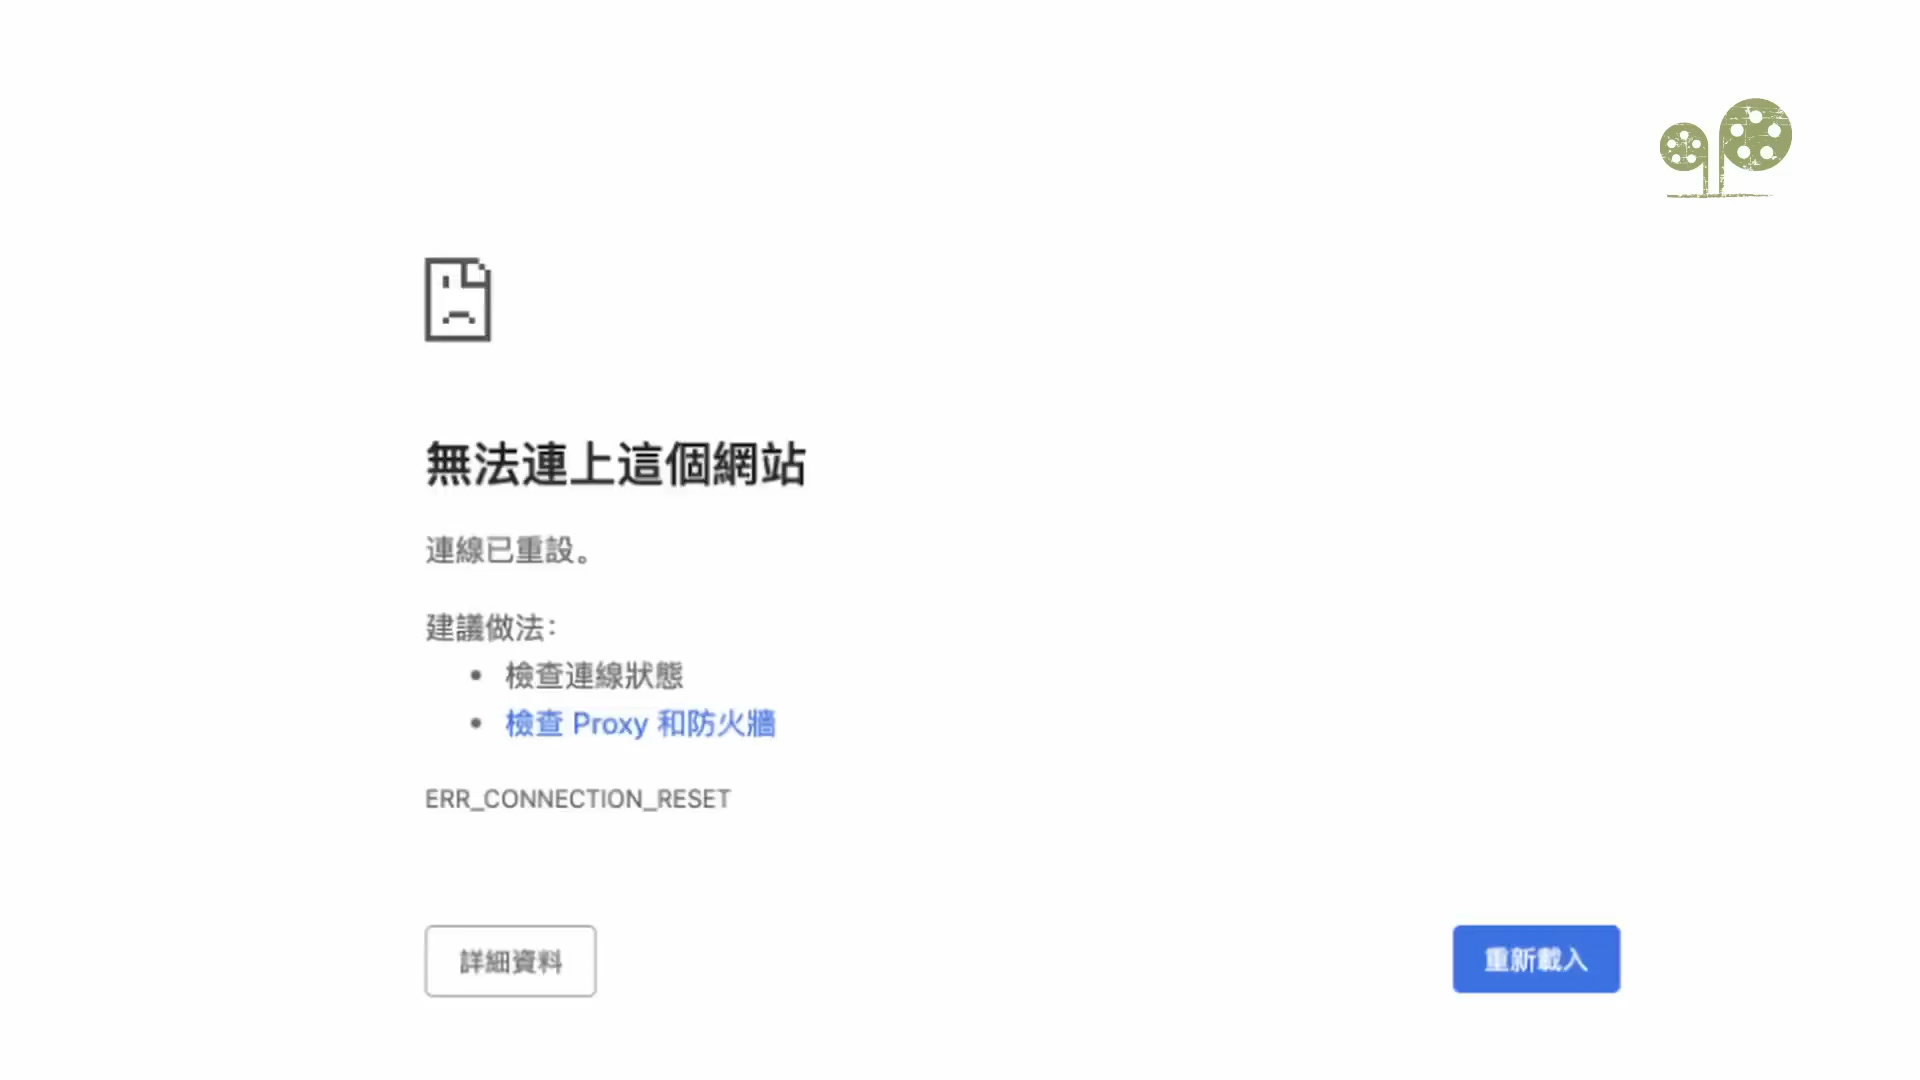 無法連上這個網站
連線已重設。
建議做法：
• 檢查連線狀態
• 檢查 Proxy 和防火牆
ERR_CONNECTION_RESET
詳細資料
重新載入